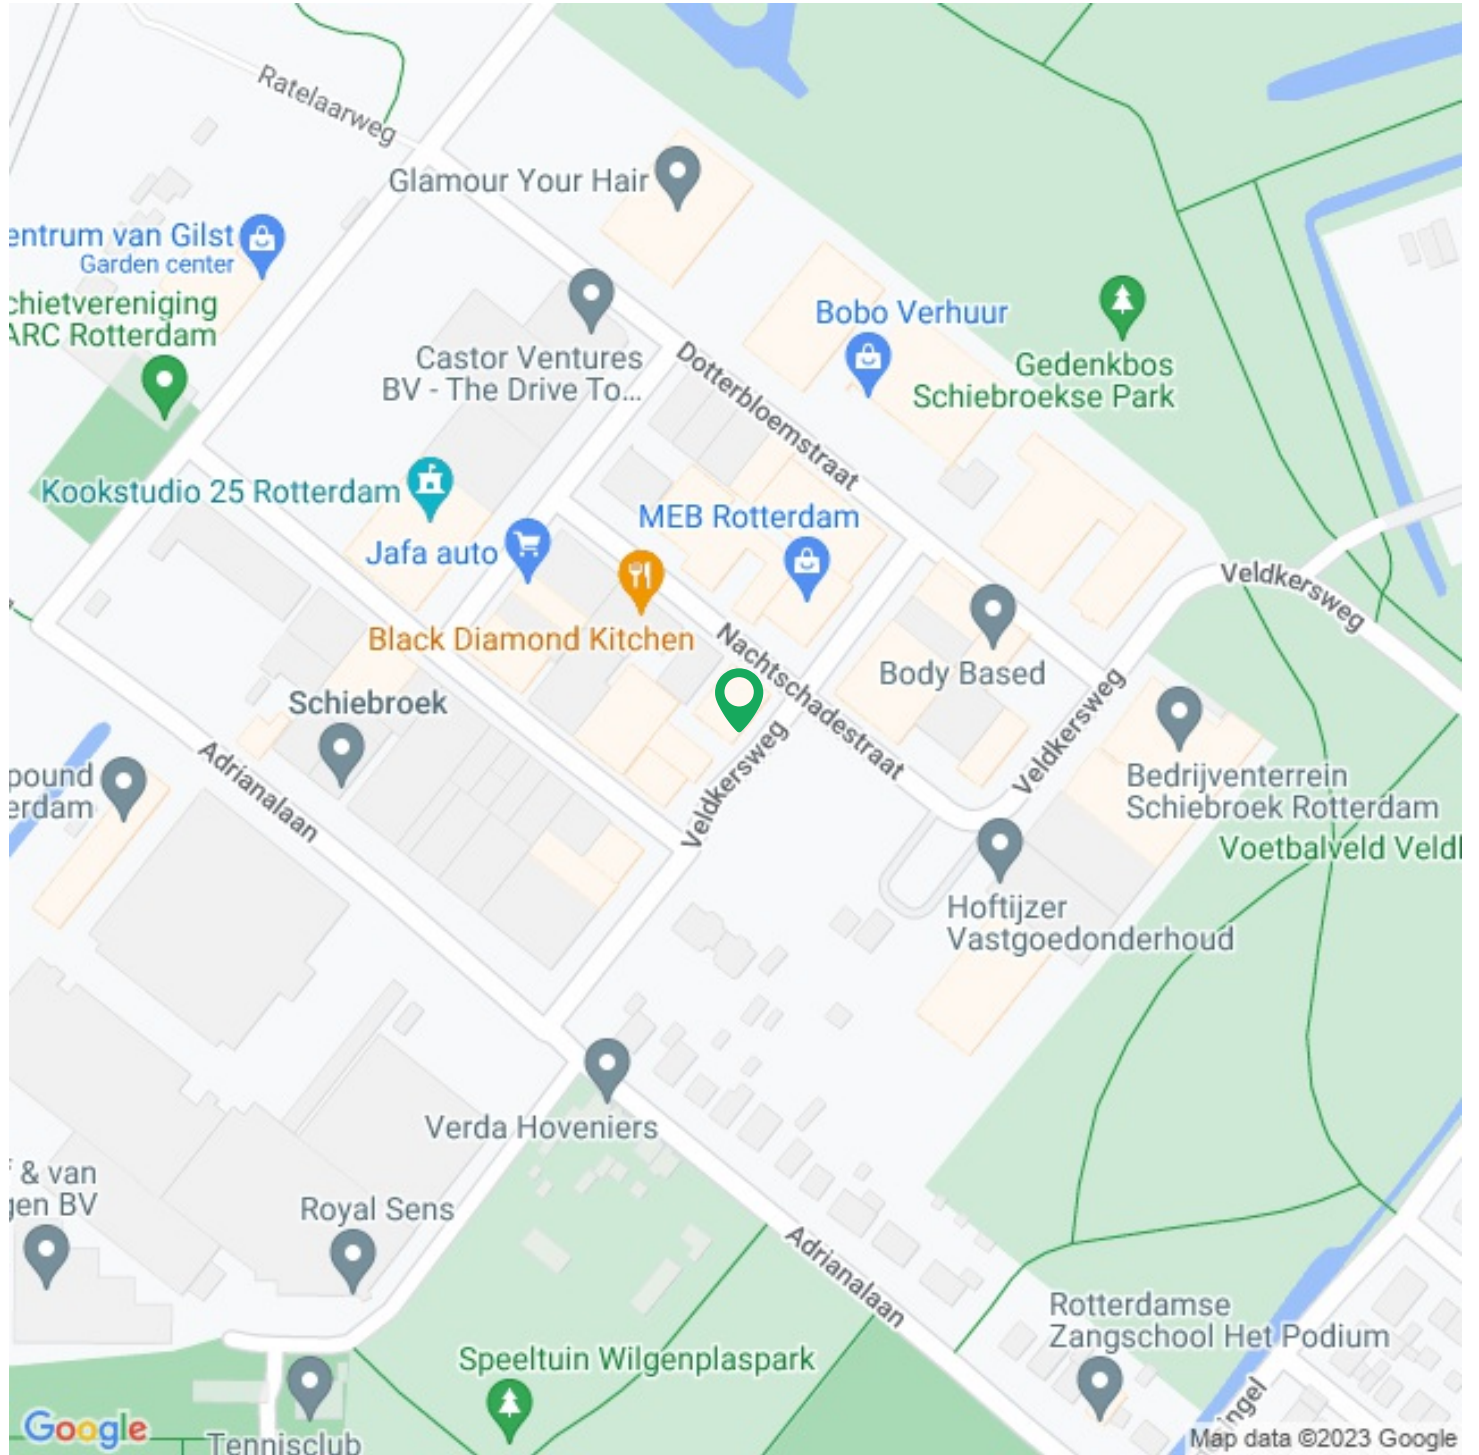 Ratelaarweg
Glamour Your Hair
entrum van Gilst
Garden center
chietvereniging
ARC Rotterdam
Bobo Verhuur
Castor Ventures
BV - The Drive To...
Dotterbloemstraat
Gedenkbos
Schiebroekse Park
Kookstudio 25 Rotterdam
MEB Rotterdam
Jafa auto
Veldkersweg
Black Diamond Kitchen
Nachtschadestraat
Body Based
Schiebroek
Veldkersweg
Adrianalaan
pound
erdam
Veldkersweg
Bedrijventerrein
Schiebroek Rotterdam
Voetbalveld Veldl
Hoftijzer
Vastgoedonderhoud
Verda Hoveniers
& van
gen BV
Royal Sens
Adrianalaan
Rotterdamse
Zangschool Het Podium
Speeltuin Wilgenplaspark
ingel
Google
Tennisclub
Map data ©2023 Google